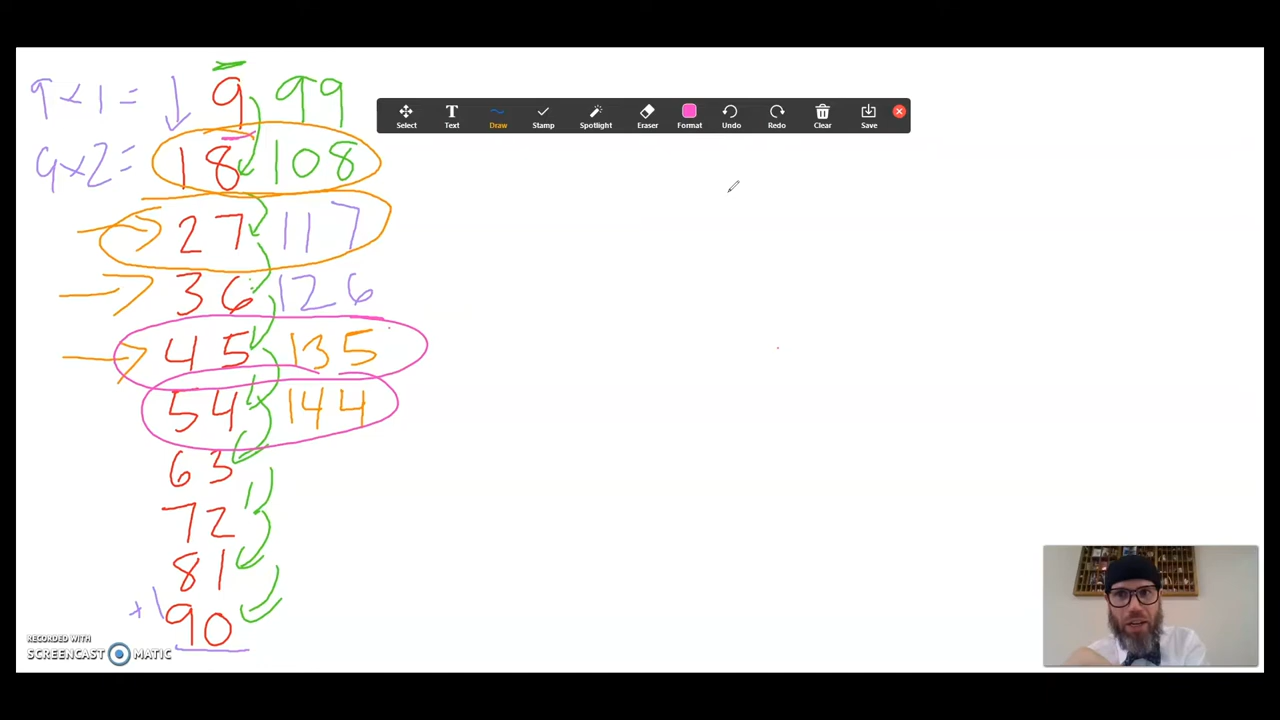 9×1= 9 99
Select Text Draw Stamp Spotlight Eraser Format Undo Redo Clear Save
9×2= 18 108
27 117
36 126
45 135
54 144
63
72
81
+1 90
RECORDED WITH
SCREENCAST MATIC